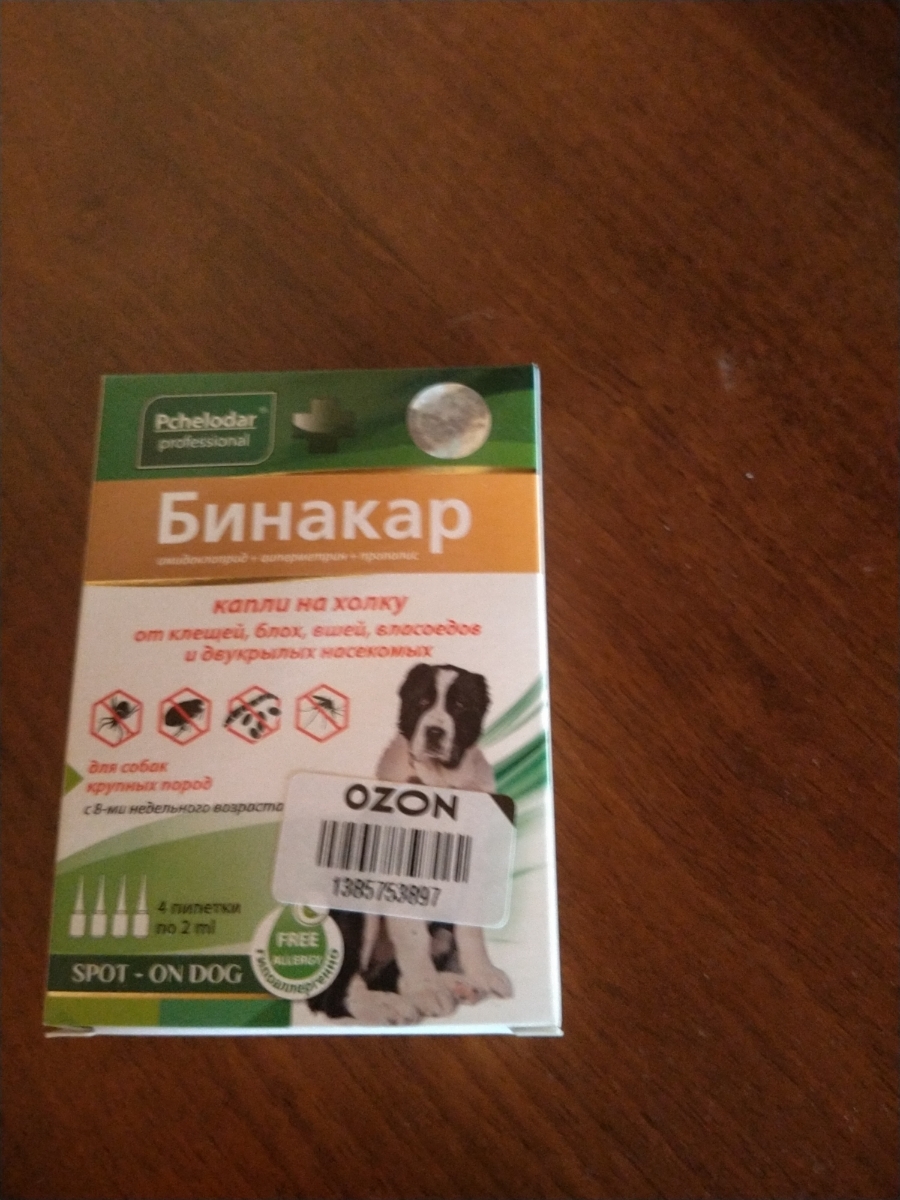 Pchelodar®
professional
Бинакар
имидаклоприд + циперметрин + прополис
капли на холку
от клещей, блох, вшей, власоедов
и двукрылых насекомых
для собак
крупных пород
с 8-ми недельного возраста
OZON
1385753897
4 пипетки
по 2 ml
FREE
ALLERGY
Гипоаллергенно
SPOT - ON DOG